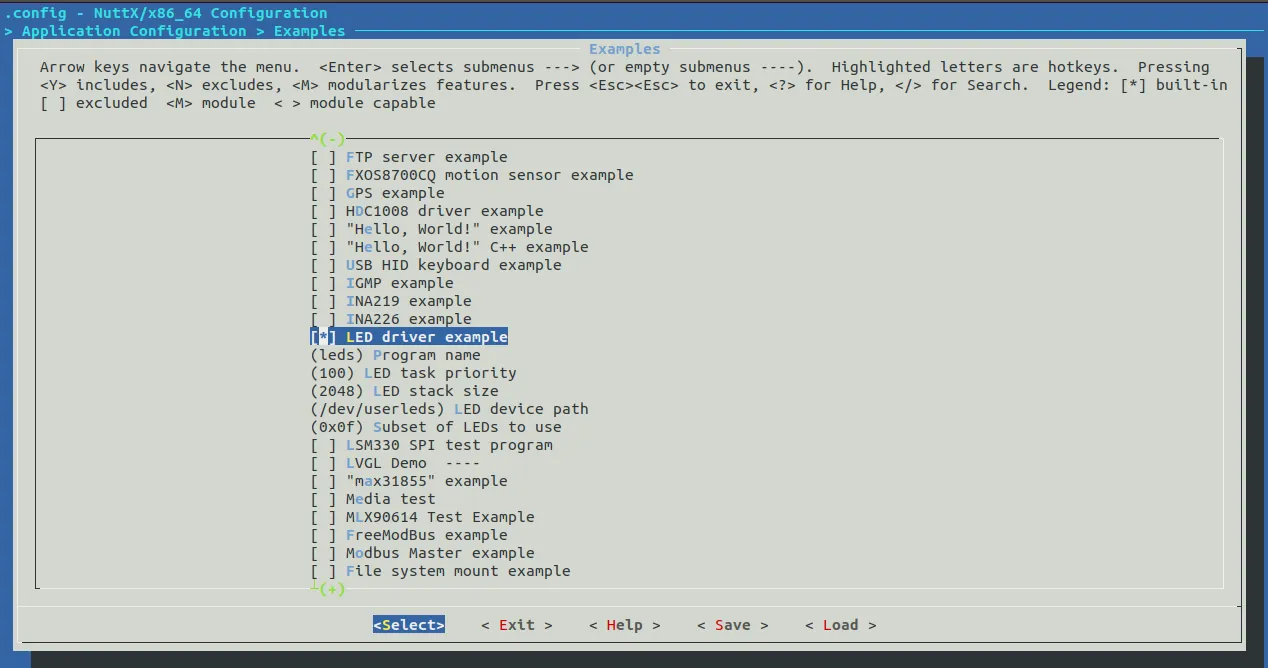 .config - NuttX/x86_64 Configuration
> Application Configuration > Examples
Examples
Arrow keys navigate the menu.  <Enter> selects submenus ---> (or empty submenus ----).  Highlighted letters are hotkeys.  Pressing
<Y> includes, <N> excludes, <M> modularizes features.  Press <Esc><Esc> to exit, <?> for Help, </> for Search.  Legend: [*] built-in
[ ] excluded  <M> module  < > module capable
^(-)
[ ] FTP server example
[ ] FXOS8700CQ motion sensor example
[ ] GPS example
[ ] HDC1008 driver example
[ ] "Hello, World!" example
[ ] "Hello, World!" C++ example
[ ] USB HID keyboard example
[ ] IGMP example
[ ] INA219 example
[ ] INA226 example
[*] LED driver example
(leds) Program name
(100) LED task priority
(2048) LED stack size
(/dev/userleds) LED device path
(0x0f) Subset of LEDs to use
[ ] LSM330 SPI test program
[ ] LVGL Demo  ----
[ ] "max31855" example
[ ] Media test
[ ] MLX90614 Test Example
[ ] FreeModBus example
[ ] Modbus Master example
[ ] File system mount example
┴(+)
<Select>    < Exit >    < Help >    < Save >    < Load >